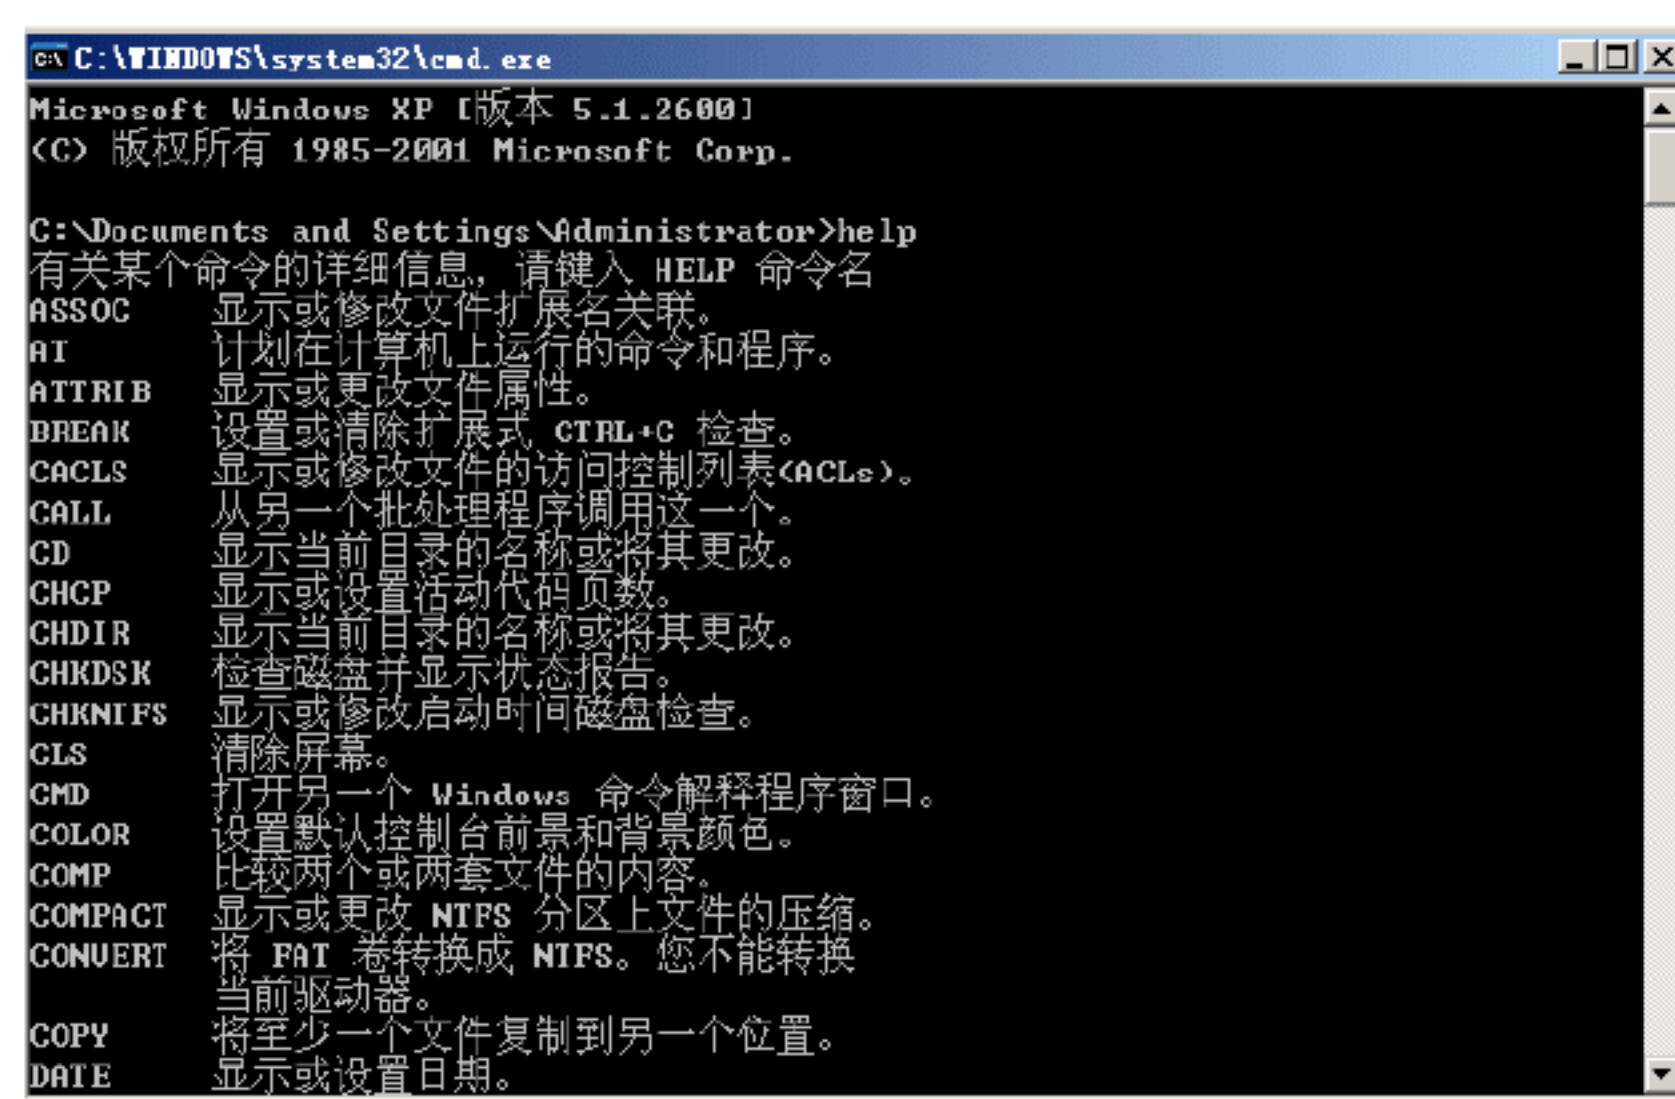 C:\WINDOWS\system32\cmd.exe
Microsoft Windows XP [版本 5.1.2600]
(C) 版权所有 1985-2001 Microsoft Corp.
C:\Documents and Settings\Administrator>help
有关某个命令的详细信息，请键入 HELP 命令名
ASSOC 显示或修改文件扩展名关联。
AT 计划在计算机上运行的命令和程序。
ATTRIB 显示或更改文件属性。
BREAK 设置或清除扩展式 CTRL+C 检查。
CACLS 显示或修改文件的访问控制列表(ACLs)。
CALL 从另一个批处理程序调用这一个。
CD 显示当前目录的名称或将其更改。
CHCP 显示或设置活动代码页数。
CHDIR 显示当前目录的名称或将其更改。
CHKDSK 检查磁盘并显示状态报告。
CHKNTFS 显示或修改启动时间磁盘检查。
CLS 清除屏幕。
CMD 打开另一个 Windows 命令解释程序窗口。
COLOR 设置默认控制台前景和背景颜色。
COMP 比较两个或两套文件的内容。
COMPACT 显示或更改 NTFS 分区上文件的压缩。
CONVERT 将 FAT 卷转换成 NTFS。您不能转换
当前驱动器。
COPY 将至少一个文件复制到另一个位置。
DATE 显示或设置日期。